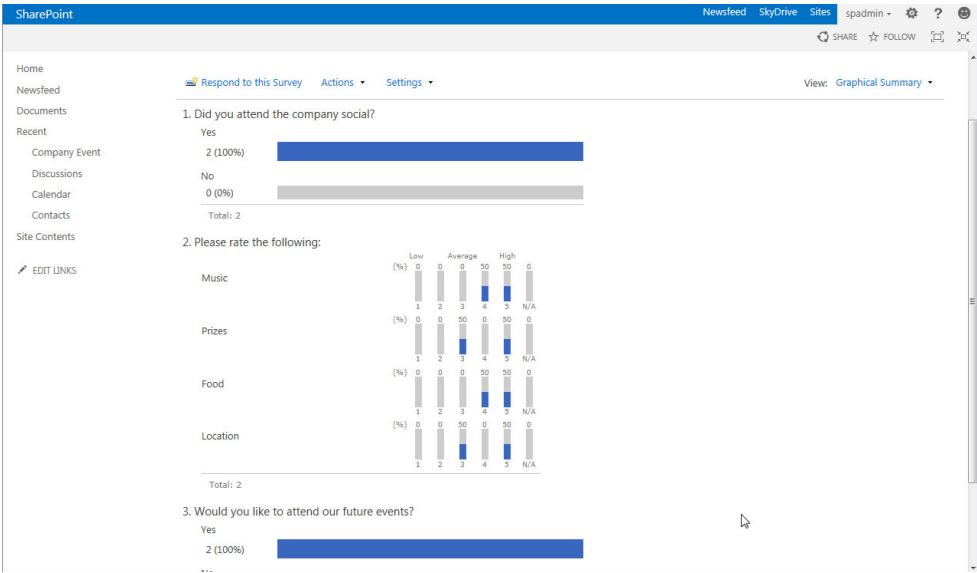 SharePoint Newsfeed SkyDrive Sites spadmin ?
SHARE FOLLOW
Home
Newsfeed
Documents
Recent
Company Event
Discussions
Calendar
Contacts
Site Contents
EDIT LINKS
Respond to this Survey Actions Settings View: Graphical Summary
1. Did you attend the company social?
Yes
2 (100%)
No
0 (0%)
Total: 2
2. Please rate the following:
Low Average High
(%) 0 0 0 50 50 0
Music
1 2 3 4 5 N/A
(%) 0 0 50 0 50 0
Prizes
1 2 3 4 5 N/A
(%) 0 0 0 50 50 0
Food
1 2 3 4 5 N/A
(%) 0 0 50 0 50 0
Location
1 2 3 4 5 N/A
Total: 2
3. Would you like to attend our future events?
Yes
2 (100%)
No